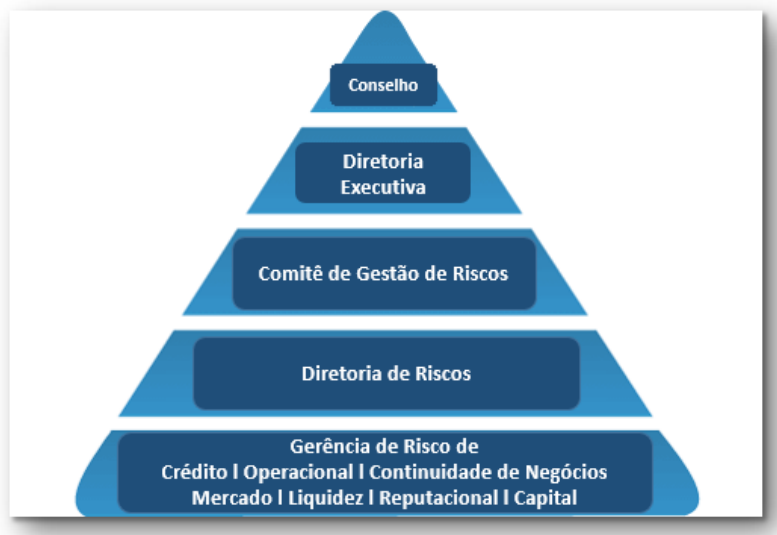 Conselho
Diretoria
Executiva
Comitê de Gestão de Riscos
Diretoria de Riscos
Gerência de Risco de
Crédito l Operacional l Continuidade de Negócios
Mercado l Liquidez l Reputacional l Capital